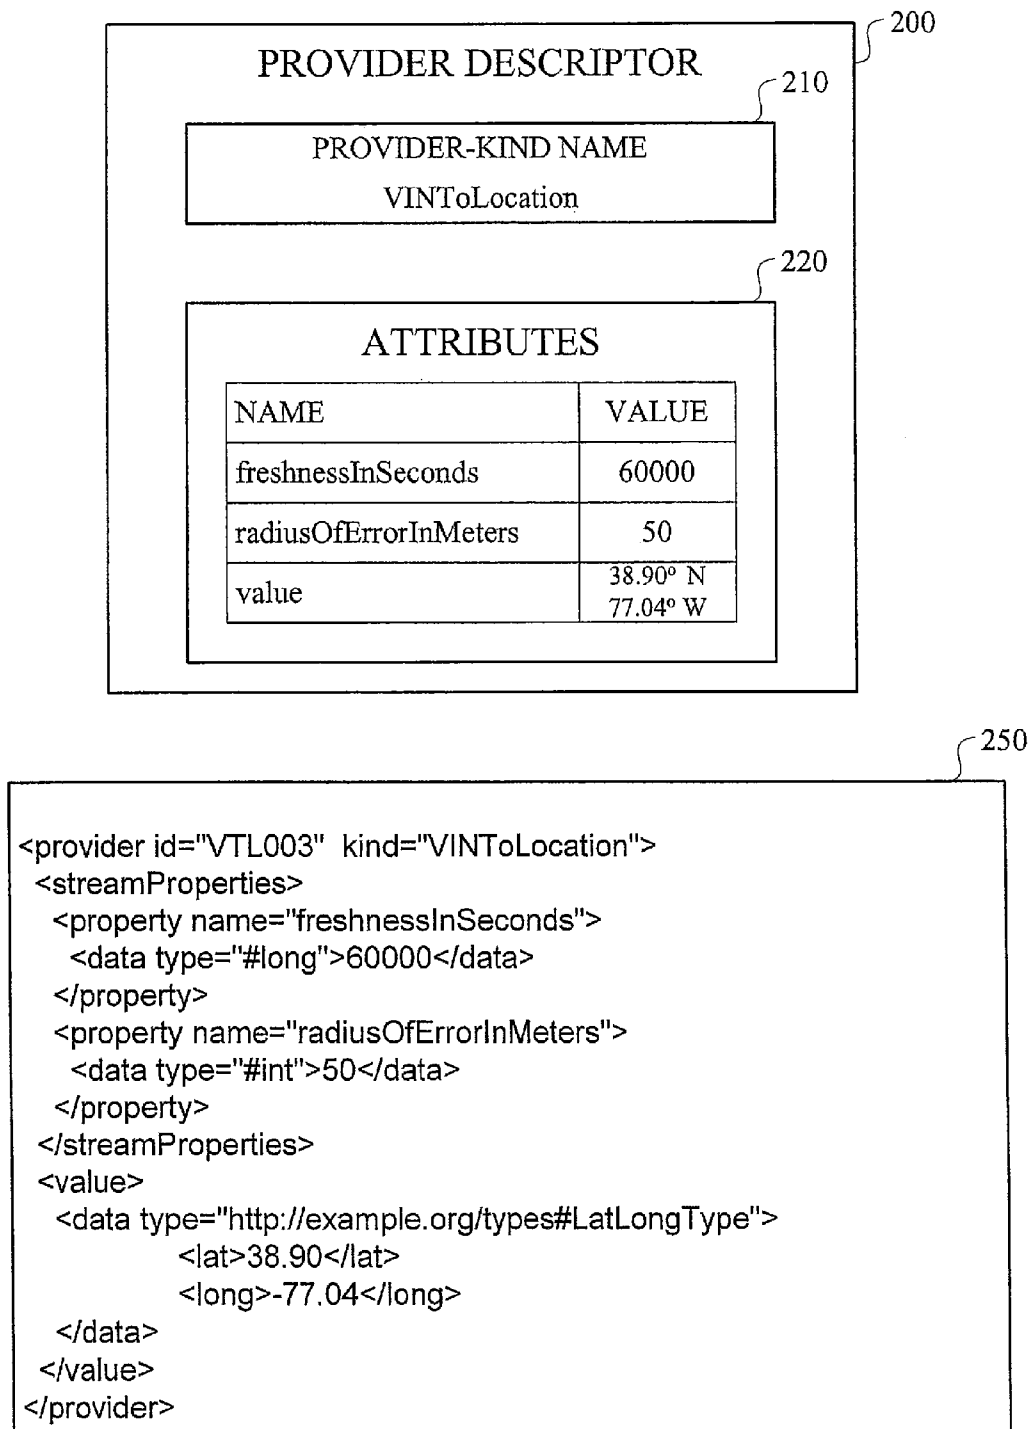 200
PROVIDER DESCRIPTOR
210
PROVIDER-KIND NAME
VINToLocation
220
ATTRIBUTES
NAME VALUE
freshnessInSeconds 60000
radiusOfErrorInMeters 50
value 38.90º N
77.04º W
250
<provider id="VTL003" kind="VINToLocation">
<streamProperties>
<property name="freshnessInSeconds">
<data type="#long">60000</data>
</property>
<property name="radiusOfErrorInMeters">
<data type="#int">50</data>
</property>
</streamProperties>
<value>
<data type="http://example.org/types#LatLongType">
<lat>38.90</lat>
<long>-77.04</long>
</data>
</value>
</provider>